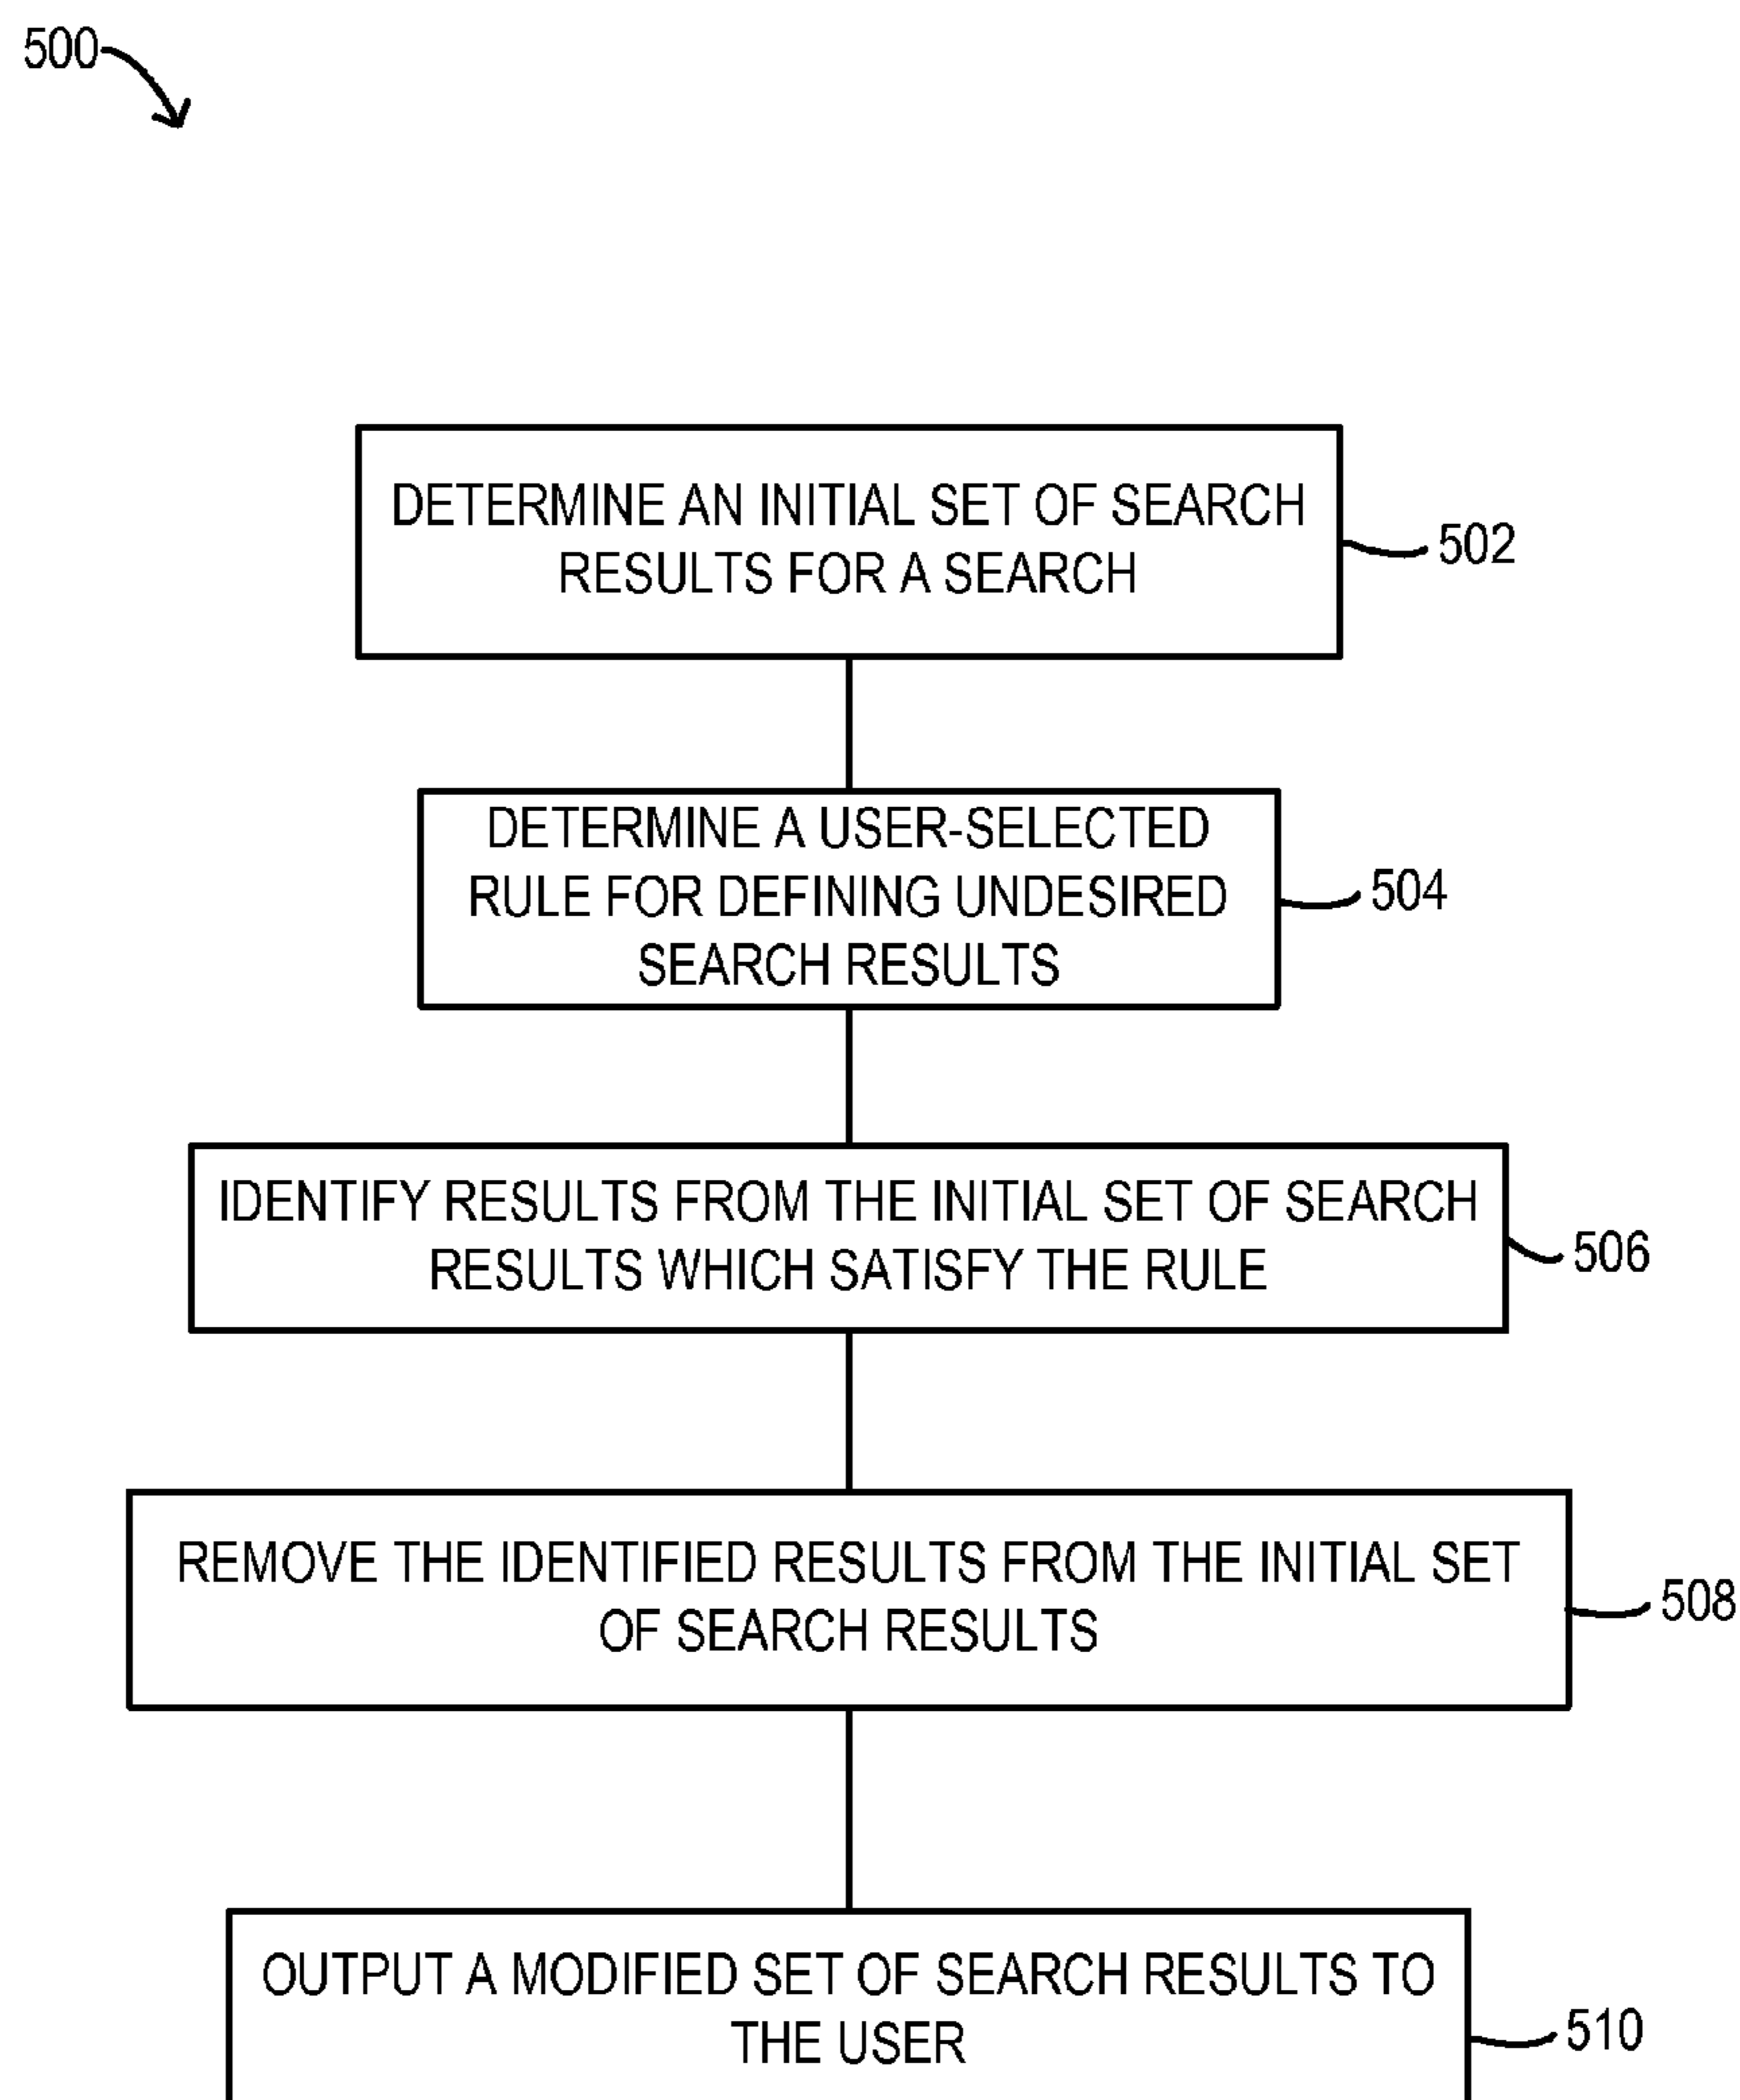 500
DETERMINE AN INITIAL SET OF SEARCH
RESULTS FOR A SEARCH
502
DETERMINE A USER-SELECTED
RULE FOR DEFINING UNDESIRED
SEARCH RESULTS
504
IDENTIFY RESULTS FROM THE INITIAL SET OF SEARCH
RESULTS WHICH SATISFY THE RULE
506
REMOVE THE IDENTIFIED RESULTS FROM THE INITIAL SET
OF SEARCH RESULTS
508
OUTPUT A MODIFIED SET OF SEARCH RESULTS TO
THE USER
510